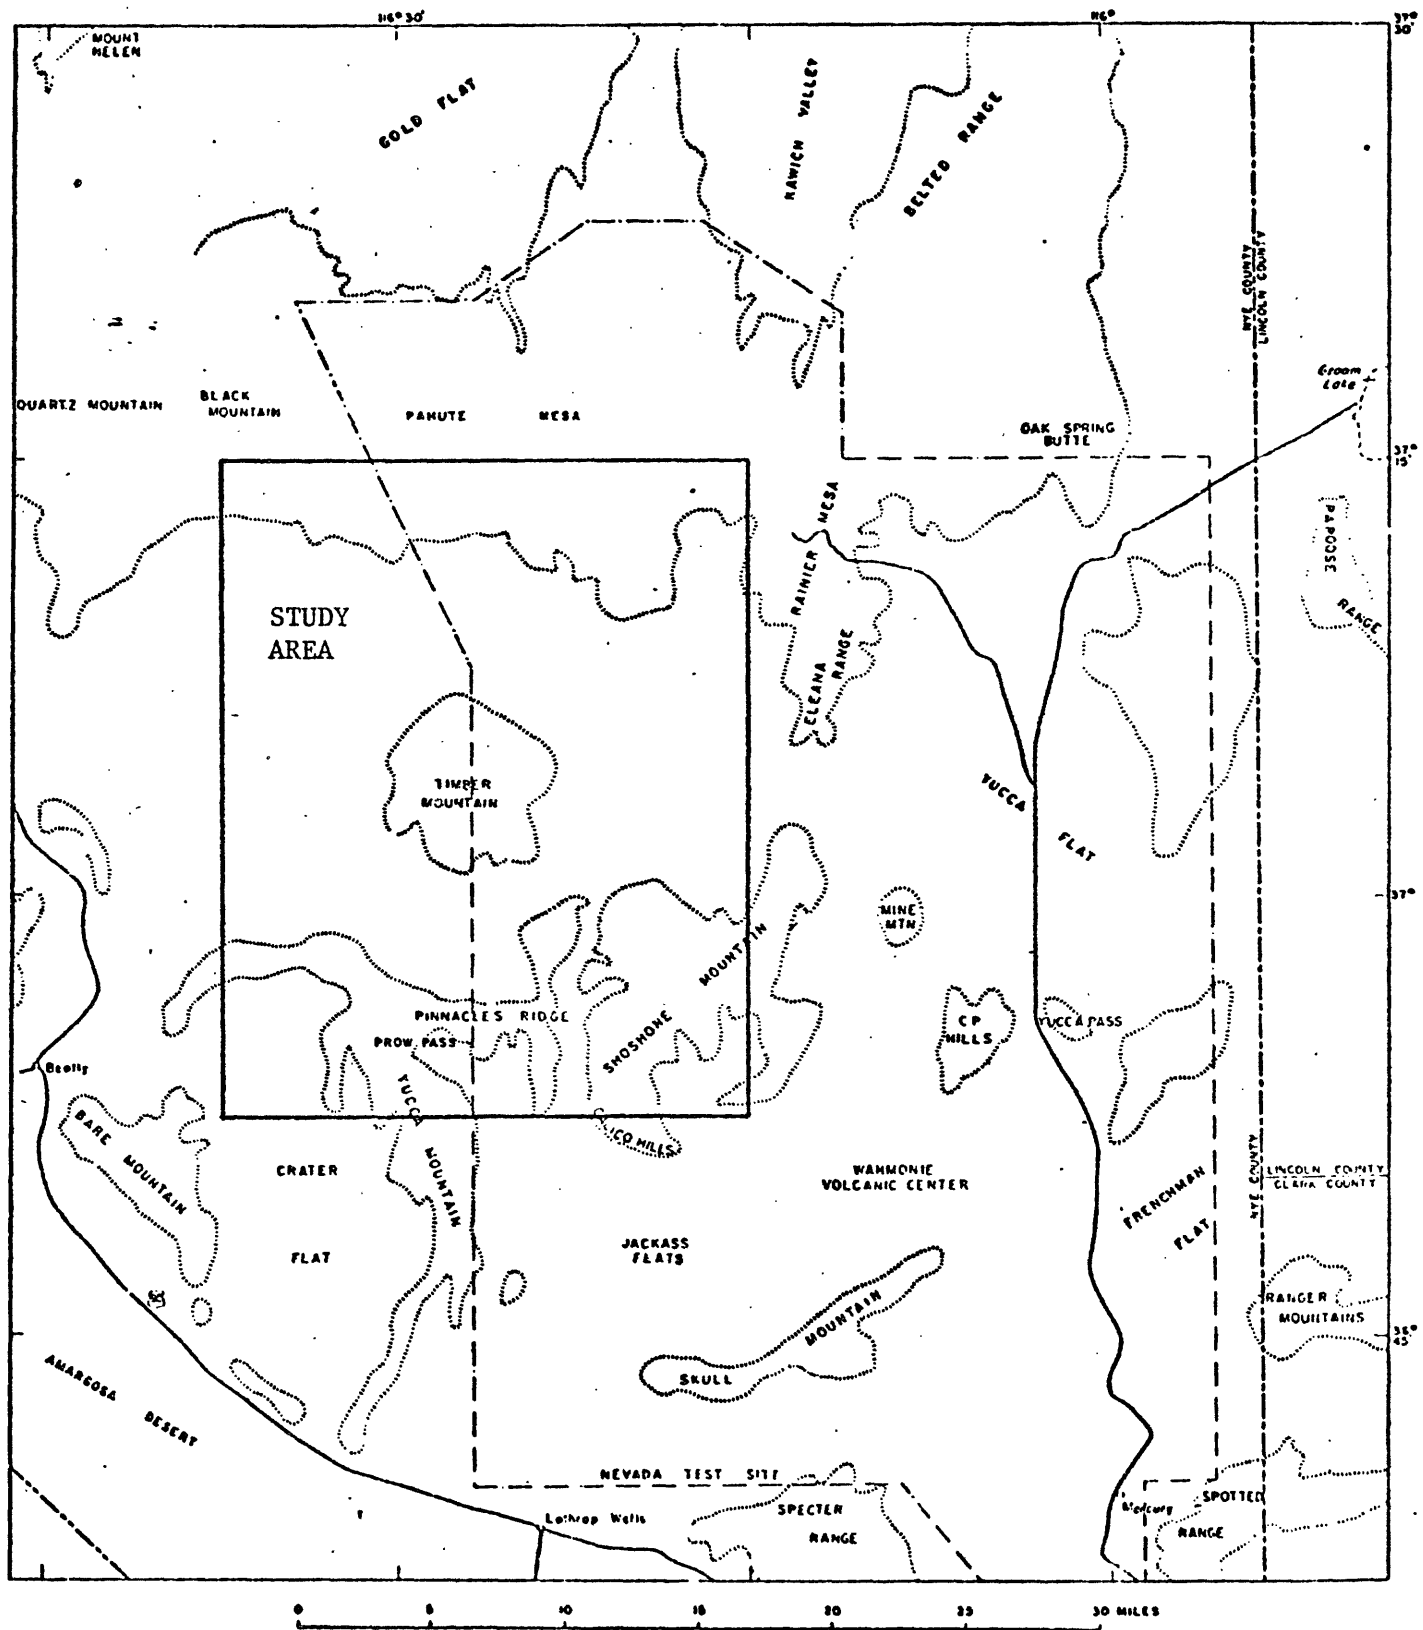 116° 30'
116°
37°
30'
MOUNT
HELEN
GOLD FLAT
KAWICH VALLEY
BELTED RANGE
NYE COUNTY
LINCOLN COUNTY
Groom
Lake
QUARTZ MOUNTAIN
BLACK
MOUNTAIN
PAHUTE MESA
OAK SPRING
BUTTE
37°
15'
RAINIER MESA
PAPOOSE
RANGE
STUDY
AREA
ELEANA
RANGE
TIMBER
MOUNTAIN
YUCCA
FLAT
37°
MINE
MTN
SHOSHONE MOUNTAIN
PINNACLES RIDGE
PROW PASS
CP
HILLS
YUCCA PASS
Beatty
YUCCA
MOUNTAIN
BARE
MOUNTAIN
ICO HILLS
CRATER
FLAT
WAHMONIE
VOLCANIC CENTER
NYE COUNTY
LINCOLN COUNTY
CLARK COUNTY
FRENCHMAN
FLAT
JACKASS
FLATS
RANGER
MOUNTAINS
SKULL MOUNTAIN
36°
45'
AMARGOSA
DESERT
NEVADA TEST SITE
SPECTER
RANGE
Mercury
SPOTTED
RANGE
Lathrop Wells
0 5 10 15 20 25 30 MILES